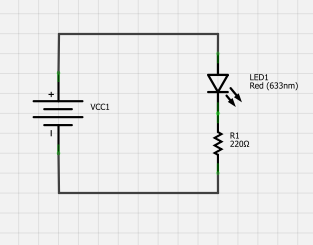 +
VCC1
LED1
Red (633nm)
R1
220Ω